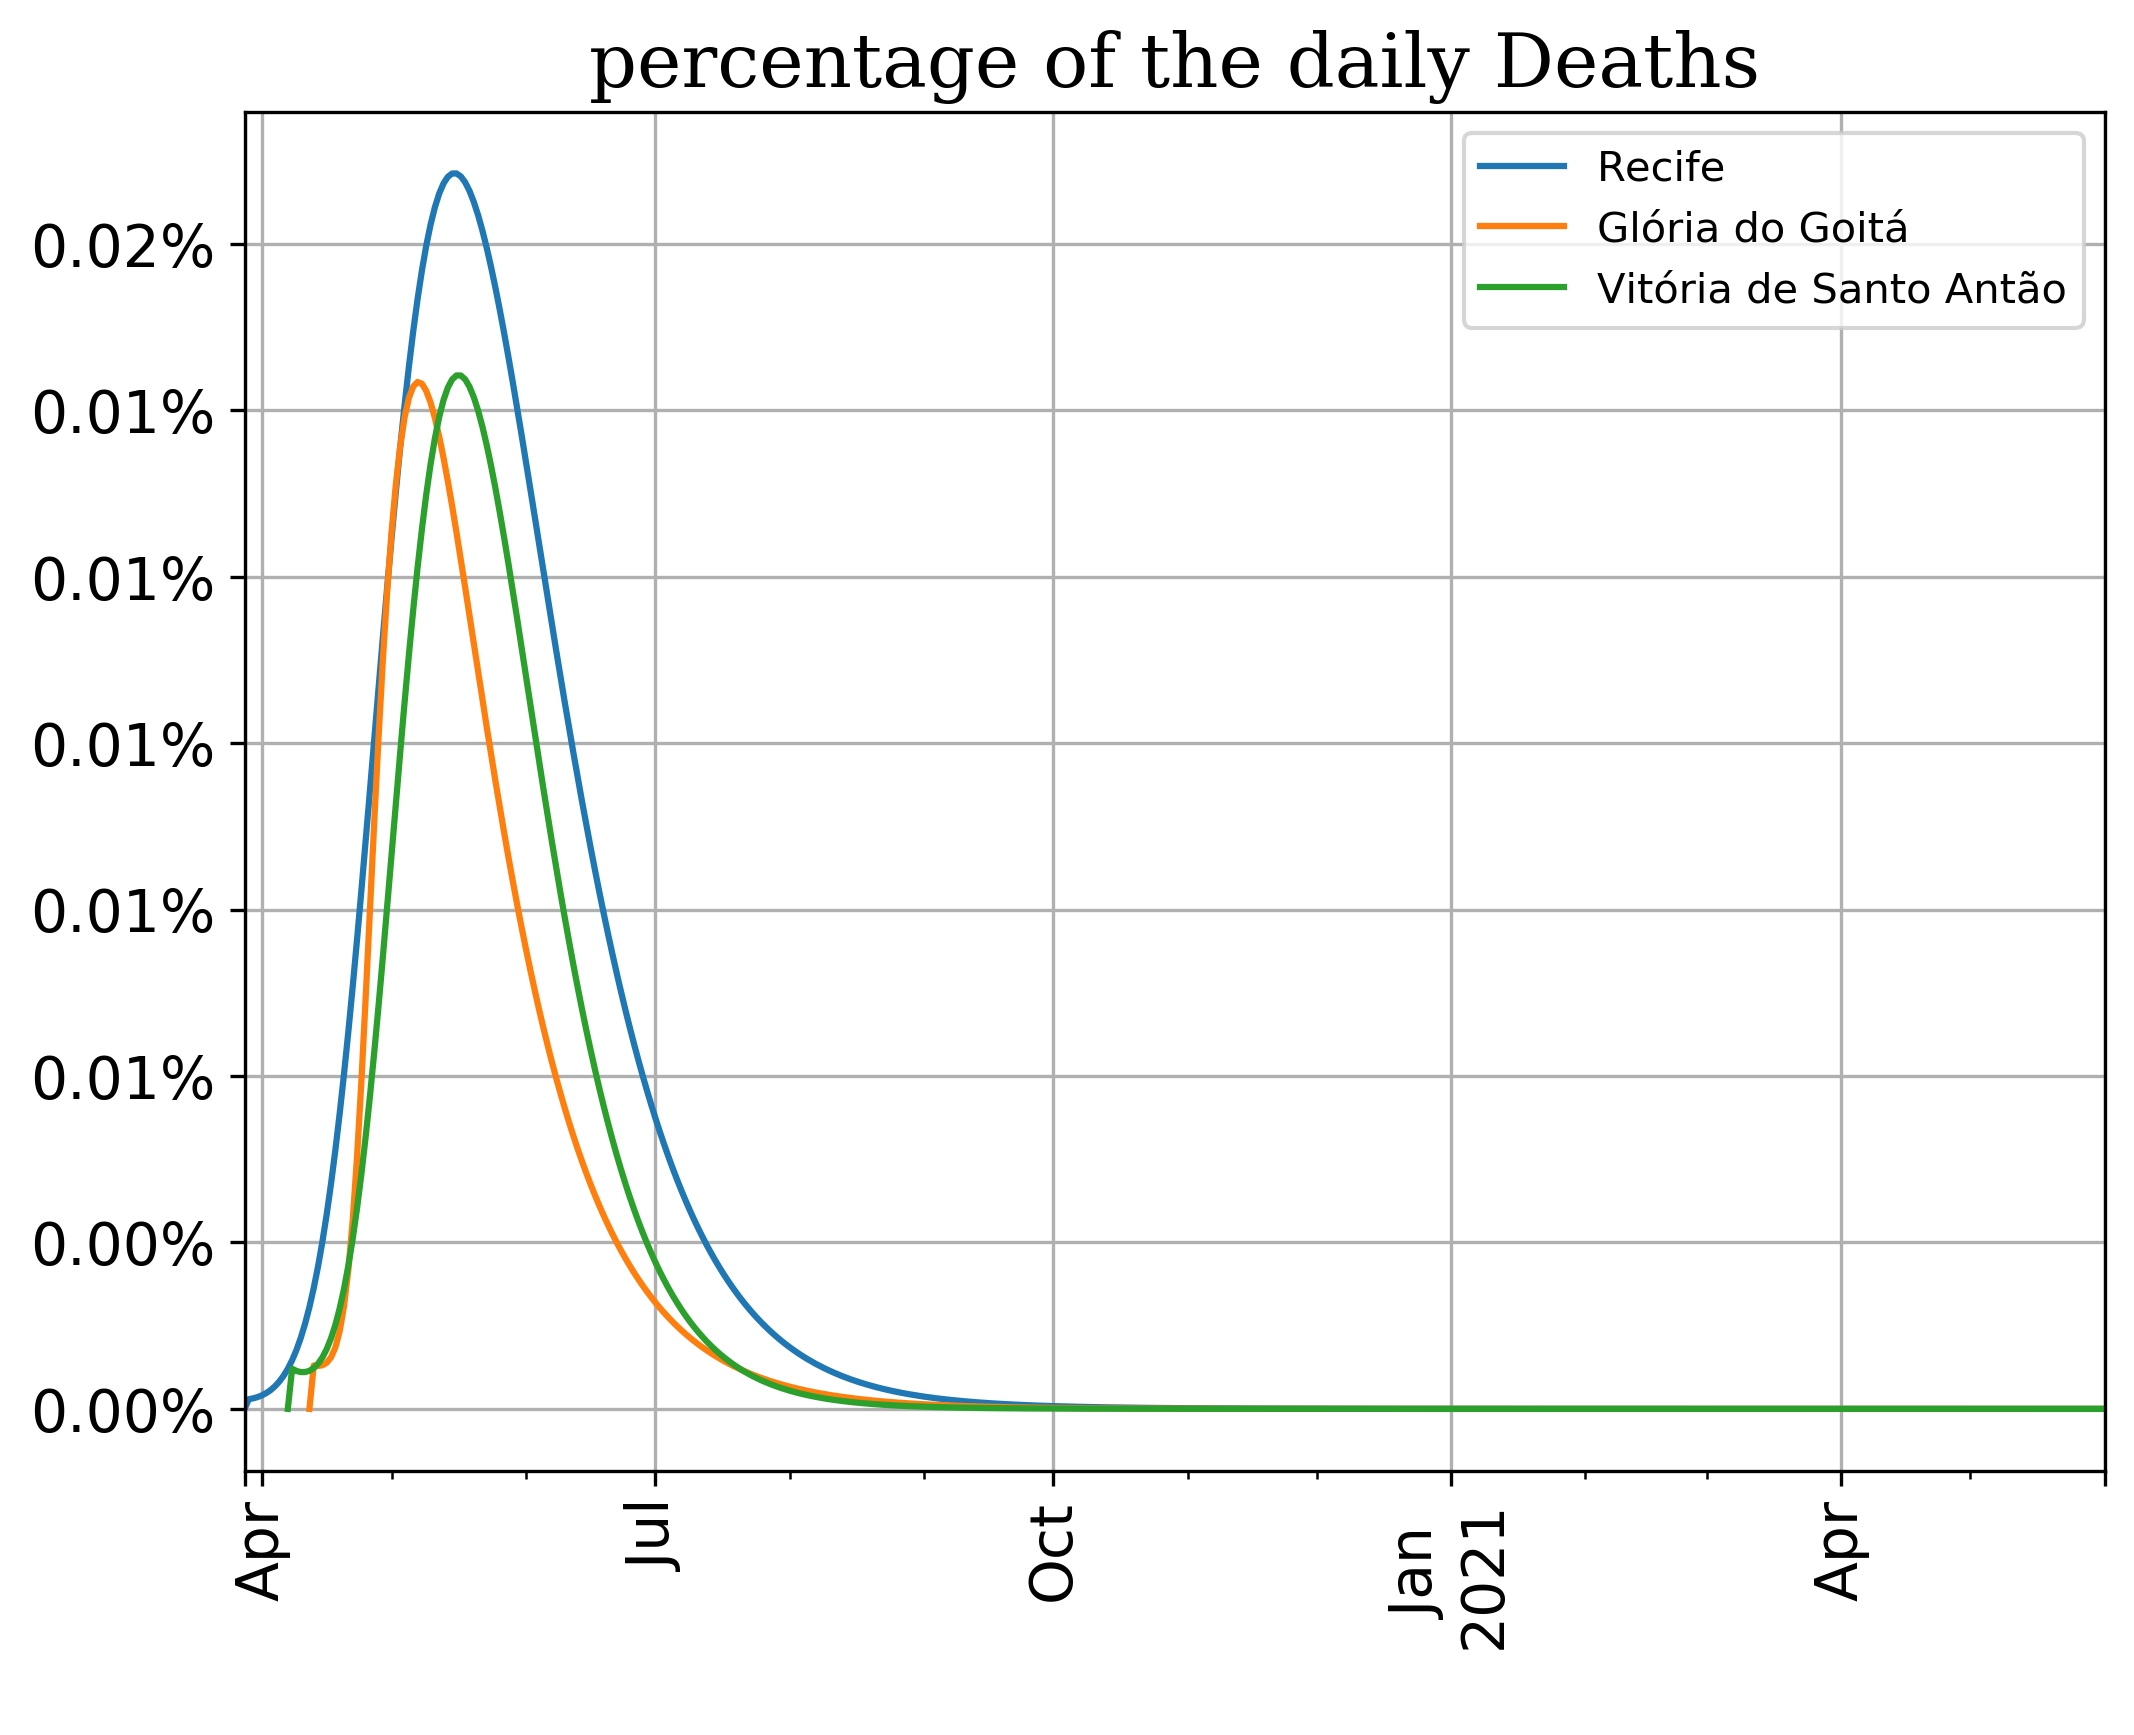 percentage of the daily Deaths
Recife
Glória do Goitá
Vitória de Santo Antão
0.02%
0.01%
0.01%
0.01%
0.01%
0.01%
0.00%
0.00%
Apr
Jul
Oct
Jan
2021
Apr